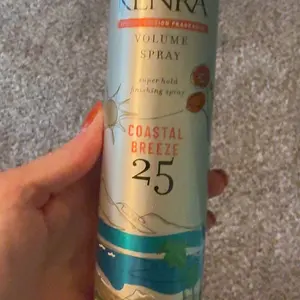 KENRA
VOLUME
SPRAY
super hold
finishing spray
COASTAL
BREEZE
25